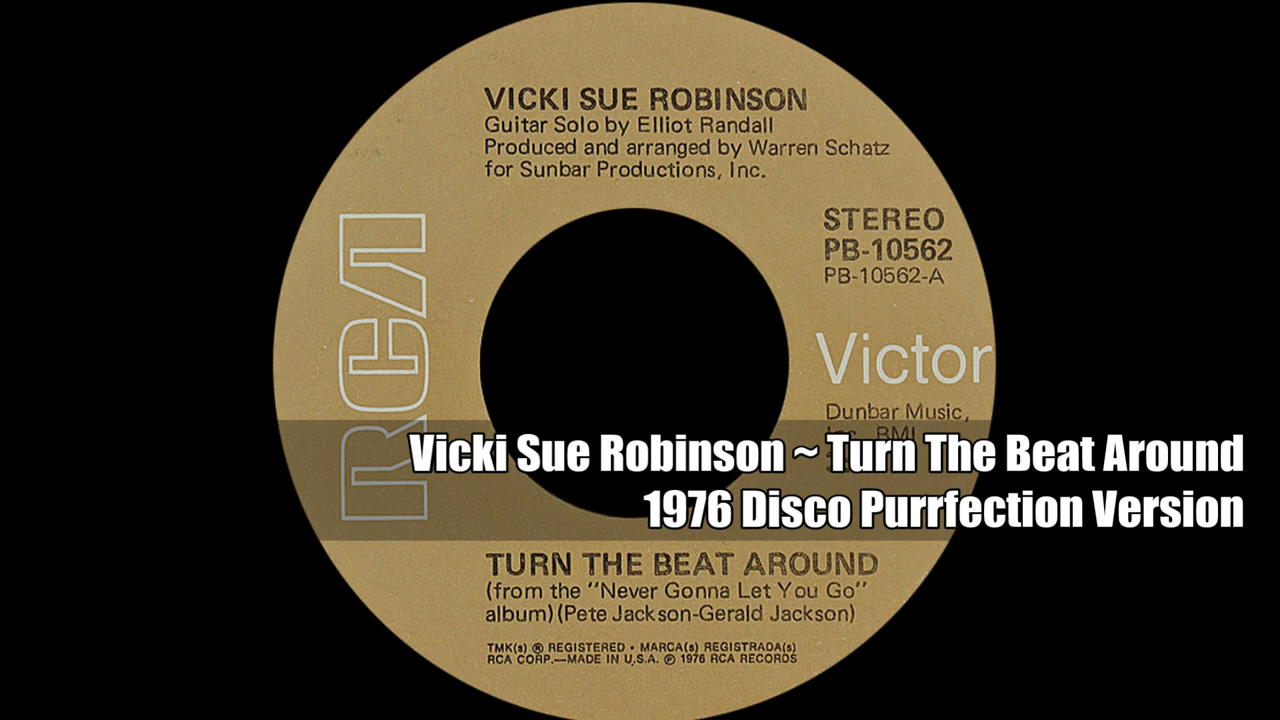 VICKI SUE ROBINSON
Guitar Solo by Elliot Randall
Produced and arranged by Warren Schatz
for Sunbar Productions, Inc.
STEREO
PB-10562
PB-10562-A
RCA
Victor
Dunbar Music,
Inc., BMI
Vicki Sue Robinson ~ Turn The Beat Around
1976 Disco Purrfection Version
TURN THE BEAT AROUND
(from the "Never Gonna Let You Go"
album) (Pete Jackson-Gerald Jackson)
TMK(s) ® REGISTERED • MARCA(s) REGISTRADA(s)
RCA CORP.—MADE IN U.S.A. ℗ 1976 RCA RECORDS